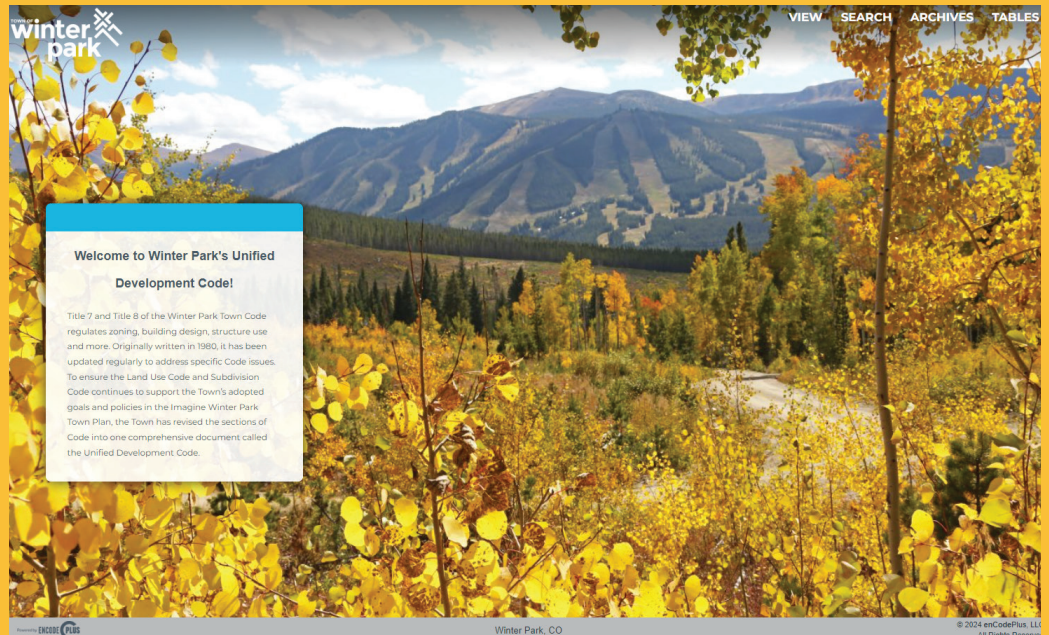 TOWN OF
winter
park
VIEW SEARCH ARCHIVES TABLES
Welcome to Winter Park's Unified
Development Code!
Title 7 and Title 8 of the Winter Park Town Code
regulates zoning, building design, structure use
and more. Originally written in 1980, it has been
updated regularly to address specific Code issues.
To ensure the Land Use Code and Subdivision
Code continues to support the Town's adopted
goals and policies in the Imagine Winter Park
Town Plan, the Town has revised the sections of
Code into one comprehensive document called
the Unified Development Code.
Powered by ENCODE PLUS
Winter Park, CO
© 2024 enCodePlus, LLC
All Rights Reserved